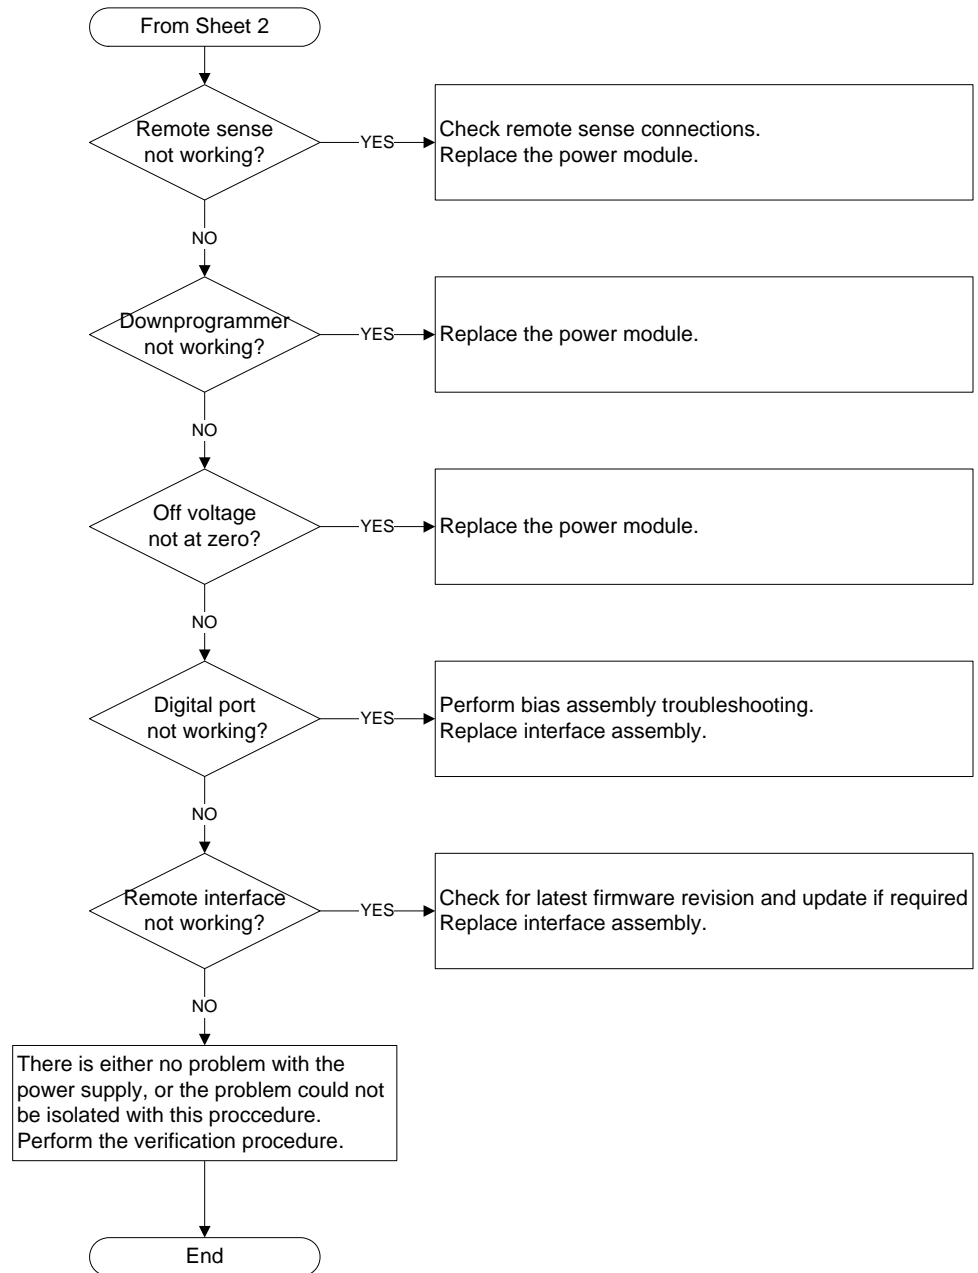 From Sheet 2
Remote sense
not working?
YES
Check remote sense connections.
Replace the power module.
NO
Downprogrammer
not working?
YES
Replace the power module.
NO
Off voltage
not at zero?
YES
Replace the power module.
NO
Digital port
not working?
YES
Perform bias assembly troubleshooting.
Replace interface assembly.
NO
Remote interface
not working?
YES
Check for latest firmware revision and update if required
Replace interface assembly.
NO
There is either no problem with the
power supply, or the problem could not
be isolated with this proccedure.
Perform the verification procedure.
End